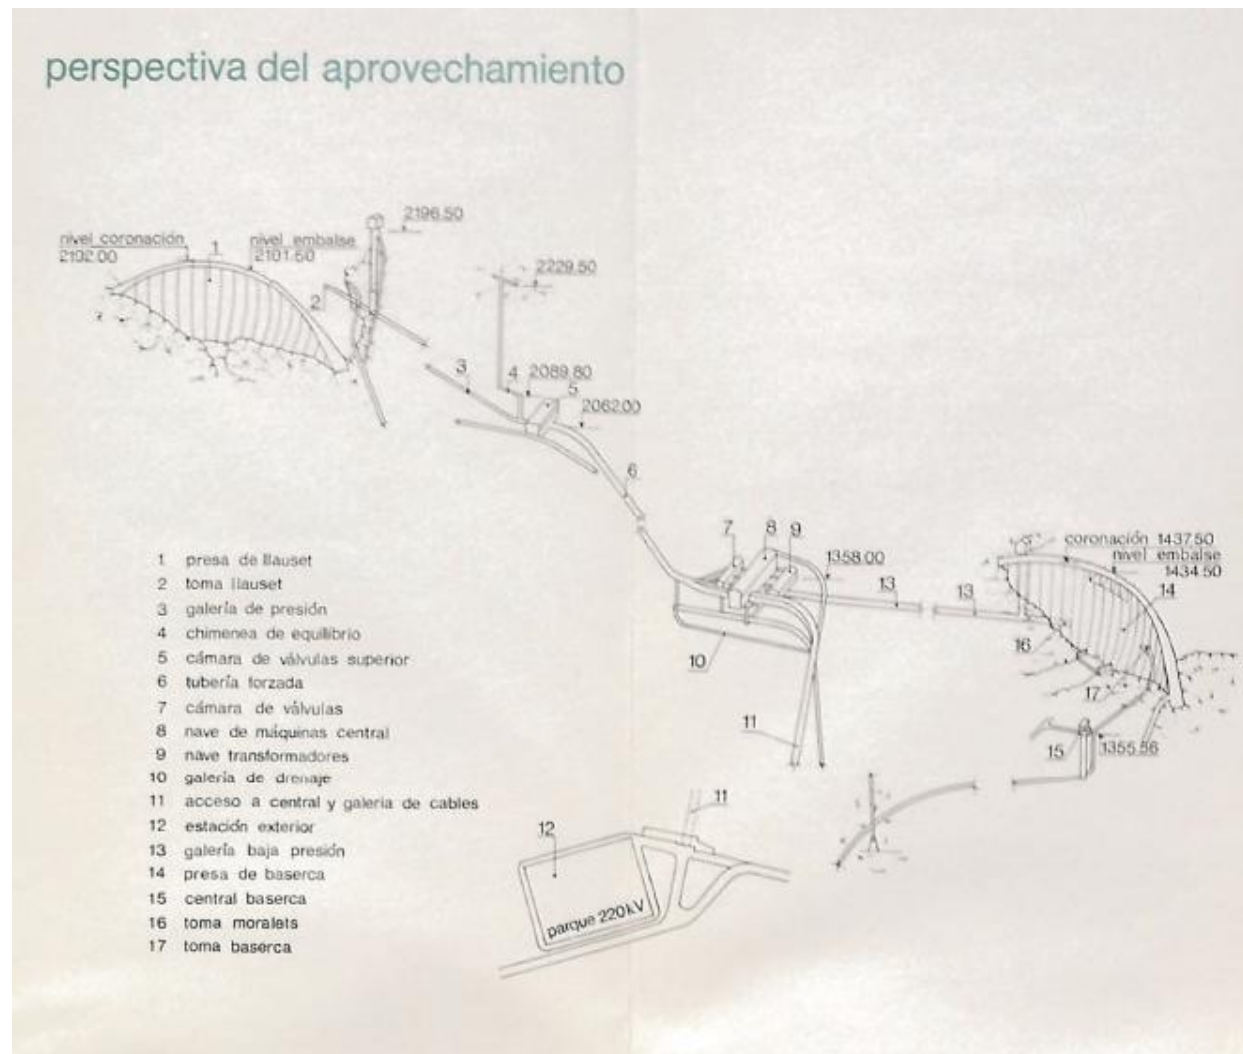 perspectiva del aprovechamiento
2196.50
nivel coronación
2192.00
1
nivel embalse
2191.50
2229.50
2
3
4
2089.80
5
2062.00
6
7
8
9
1358.00
coronación 1437.50
nivel embalse
1434.50
13
13
14
16
10
17
11
15
1355.56
1 presa de llauset
2 toma llauset
3 galería de presión
4 chimenea de equilibrio
5 cámara de válvulas superior
6 tubería forzada
7 cámara de válvulas
8 nave de máquinas central
9 nave transformadores
10 galería de drenaje
11 acceso a central y galería de cables
12 estación exterior
13 galería baja presión
14 presa de baserca
15 central baserca
16 toma moralets
17 toma baserca
11
12
parque 220kV